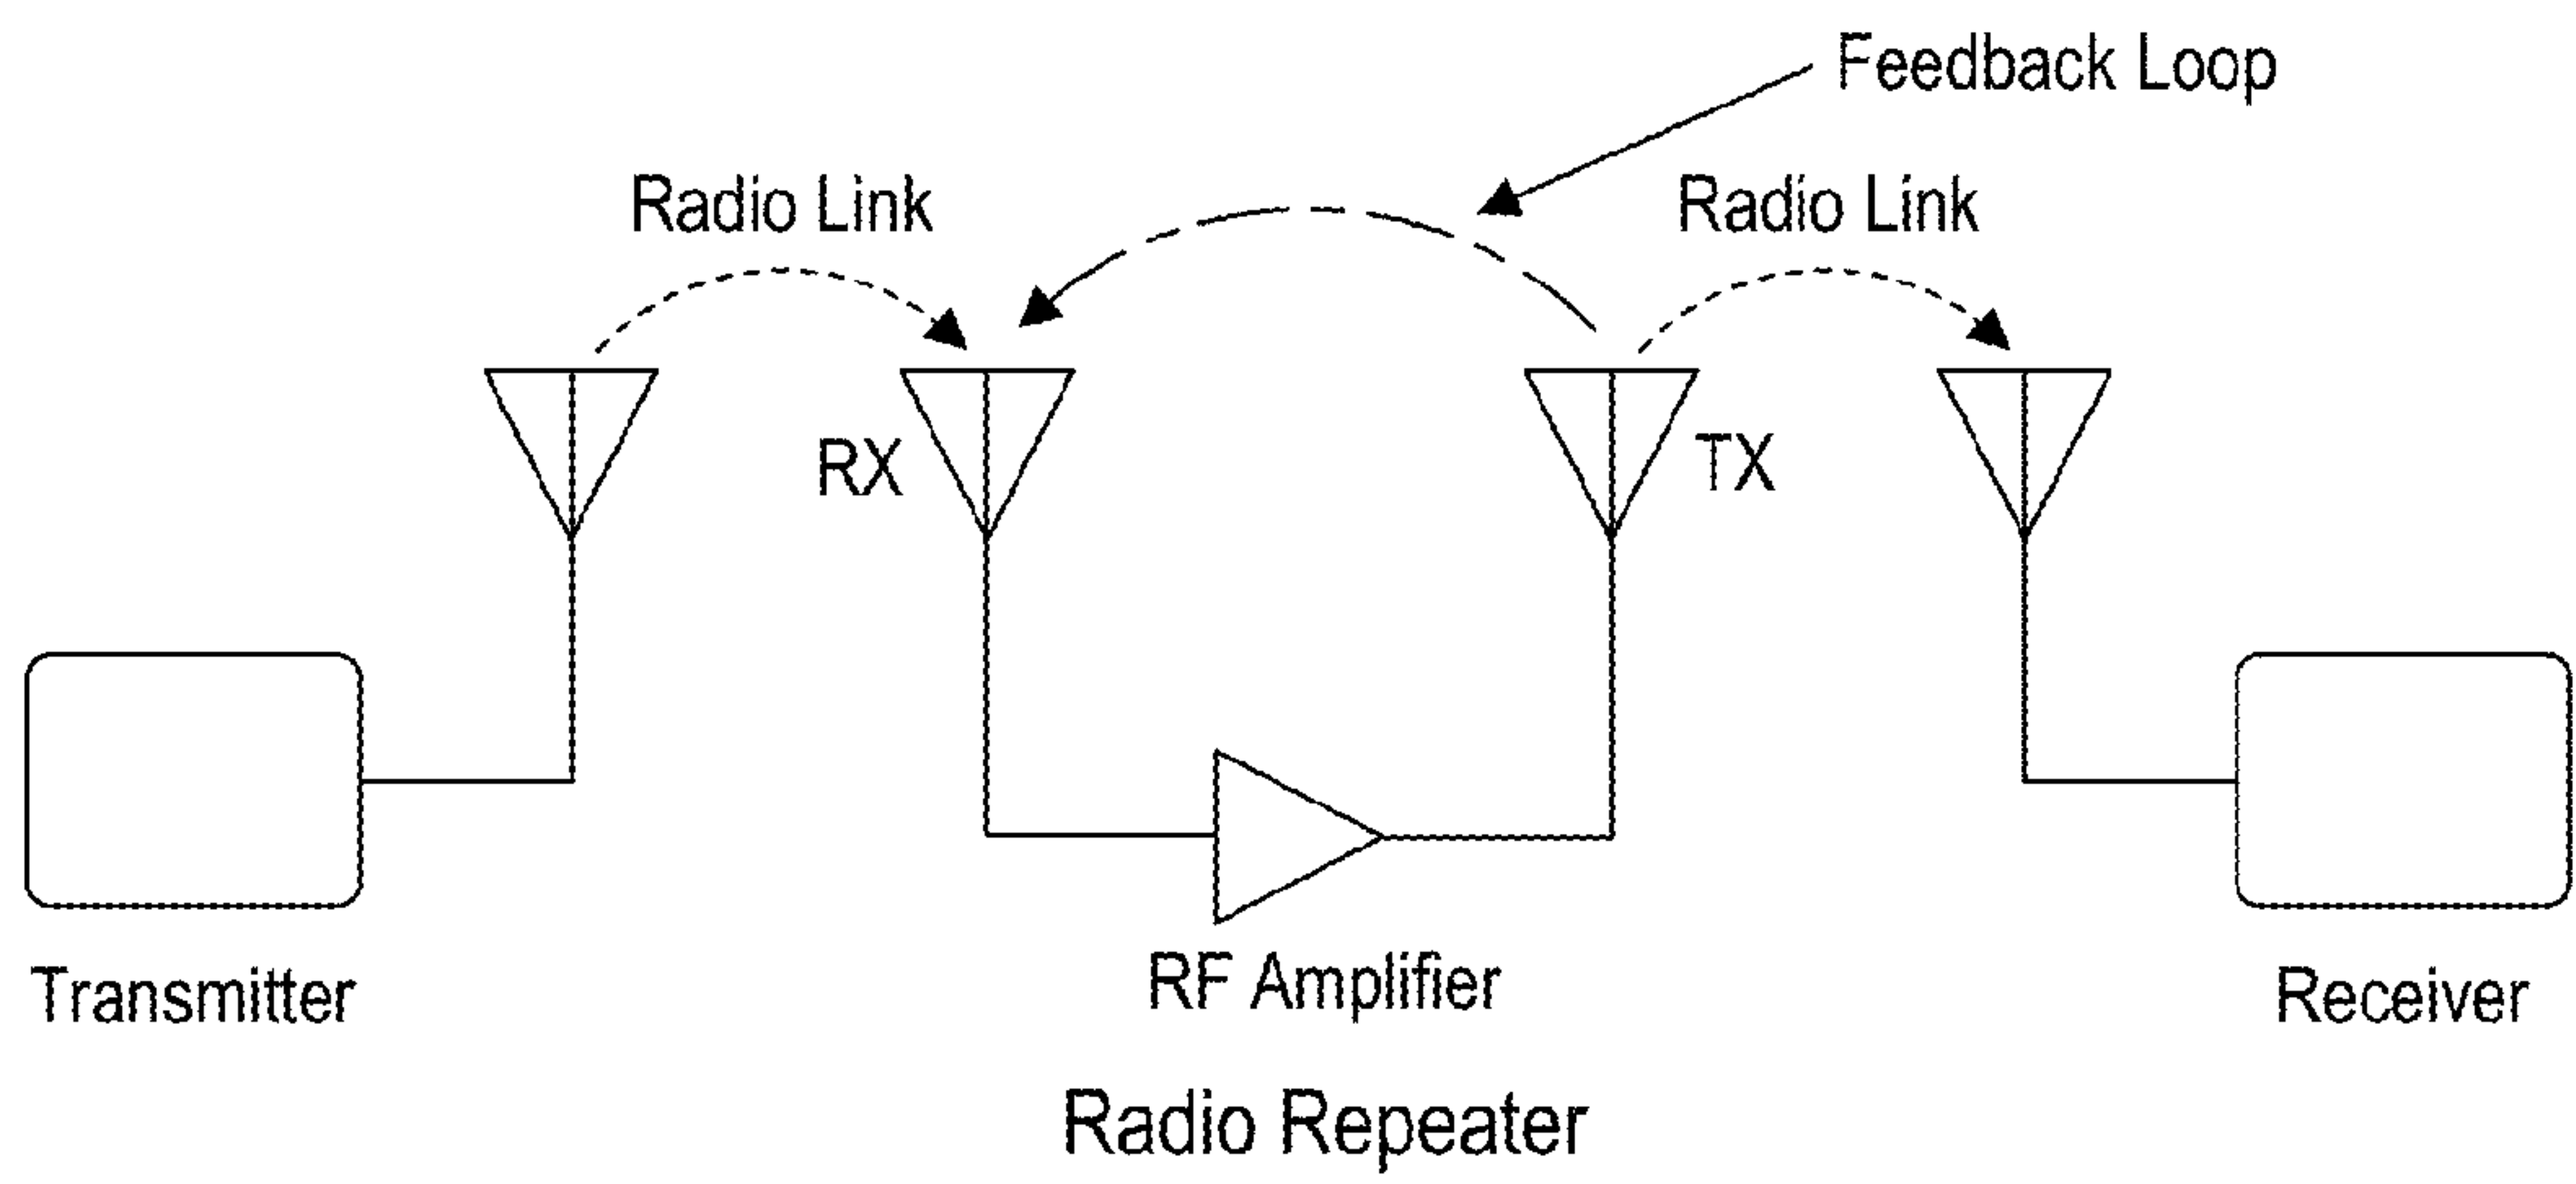 Feedback Loop
Radio Link
Radio Link
RX
TX
Transmitter
RF Amplifier
Receiver
Radio Repeater